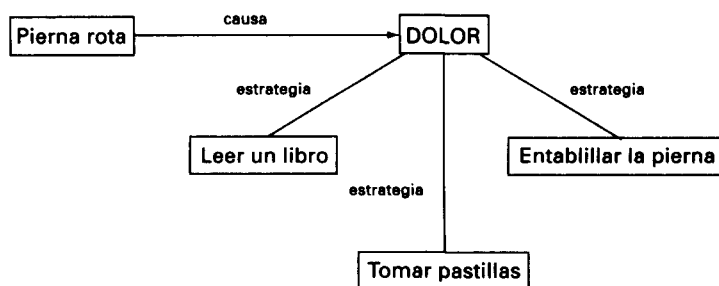 causa
Pierna rota
DOLOR
estrategia
estrategia
Leer un libro
Entablillar la pierna
estrategia
Tomar pastillas